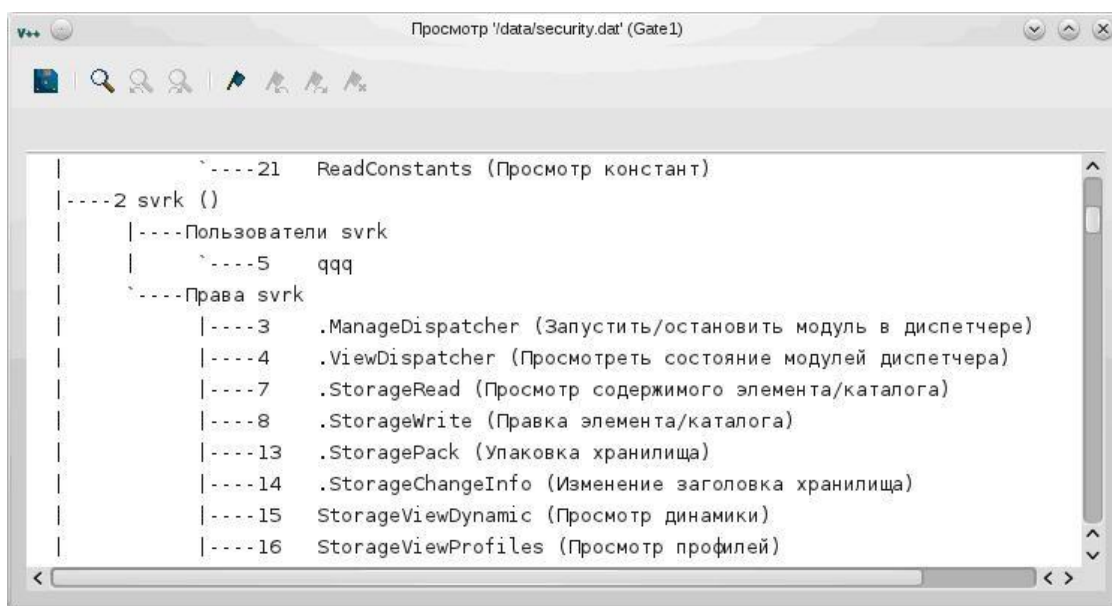 V++ Просмотр '/data/security.dat' (Gate1)
|                `----21    ReadConstants (Просмотр констант)
|----2 svrk ()
|        |----Пользователи svrk
|        |        `----5    qqq
|        `----Права svrk
|                |----3    .ManageDispatcher (Запустить/остановить модуль в диспетчере)
|                |----4    .ViewDispatcher (Просмотреть состояние модулей диспетчера)
|                |----7    .StorageRead (Просмотр содержимого элемента/каталога)
|                |----8    .StorageWrite (Правка элемента/каталога)
|                |----13    .StoragePack (Упаковка хранилища)
|                |----14    .StorageChangeInfo (Изменение заголовка хранилища)
|                |----15    StorageViewDynamic (Просмотр динамики)
|                |----16    StorageViewProfiles (Просмотр профилей)